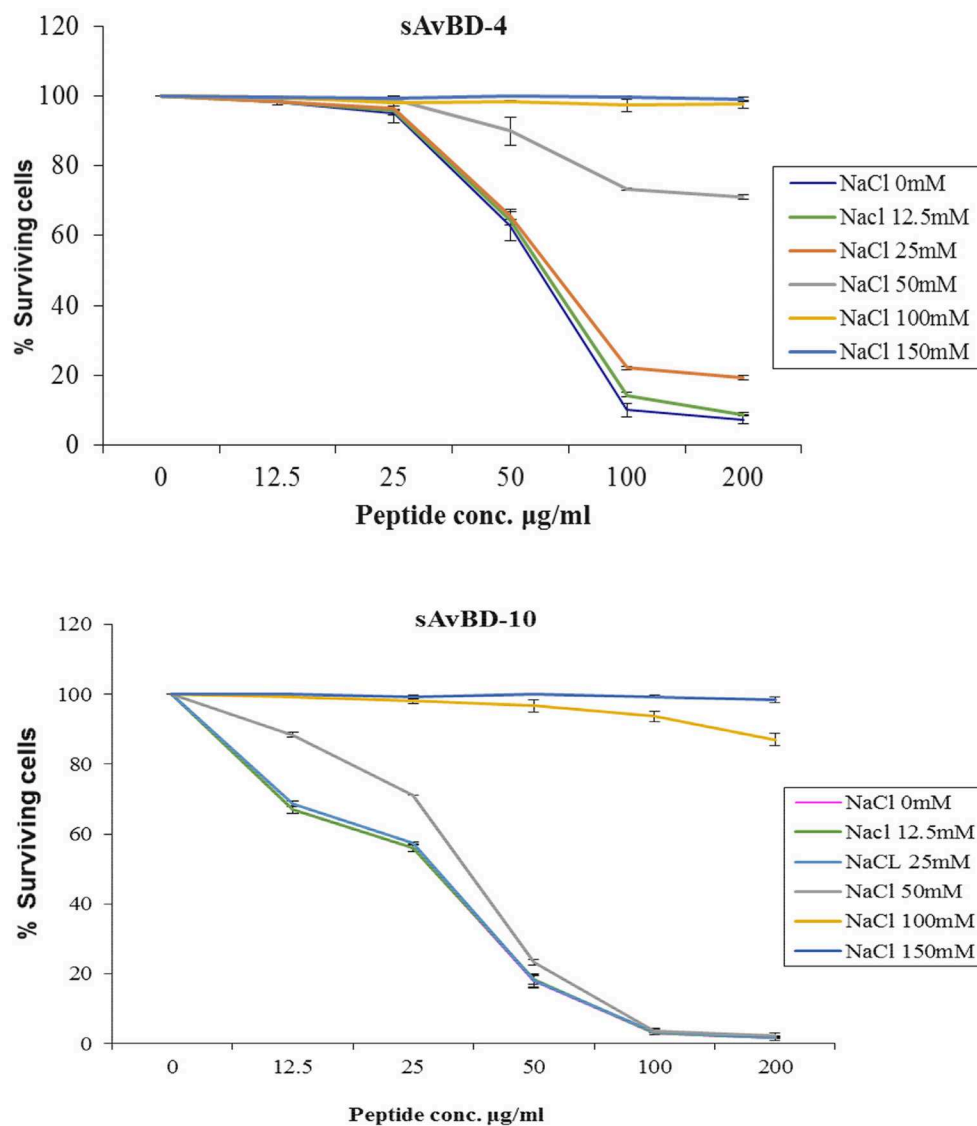 sAvBD-4
120
100
80
60
40
20
0
% Surviving cells
0 12.5 25 50 100 200
Peptide conc. µg/ml
NaCl 0mM
Nacl 12.5mM
NaCl 25mM
NaCl 50mM
NaCl 100mM
NaCl 150mM
sAvBD-10
120
100
80
60
40
20
0
% Surviving cells
0 12.5 25 50 100 200
Peptide conc. µg/ml
NaCl 0mM
Nacl 12.5mM
NaCL 25mM
NaCl 50mM
NaCl 100mM
NaCl 150mM